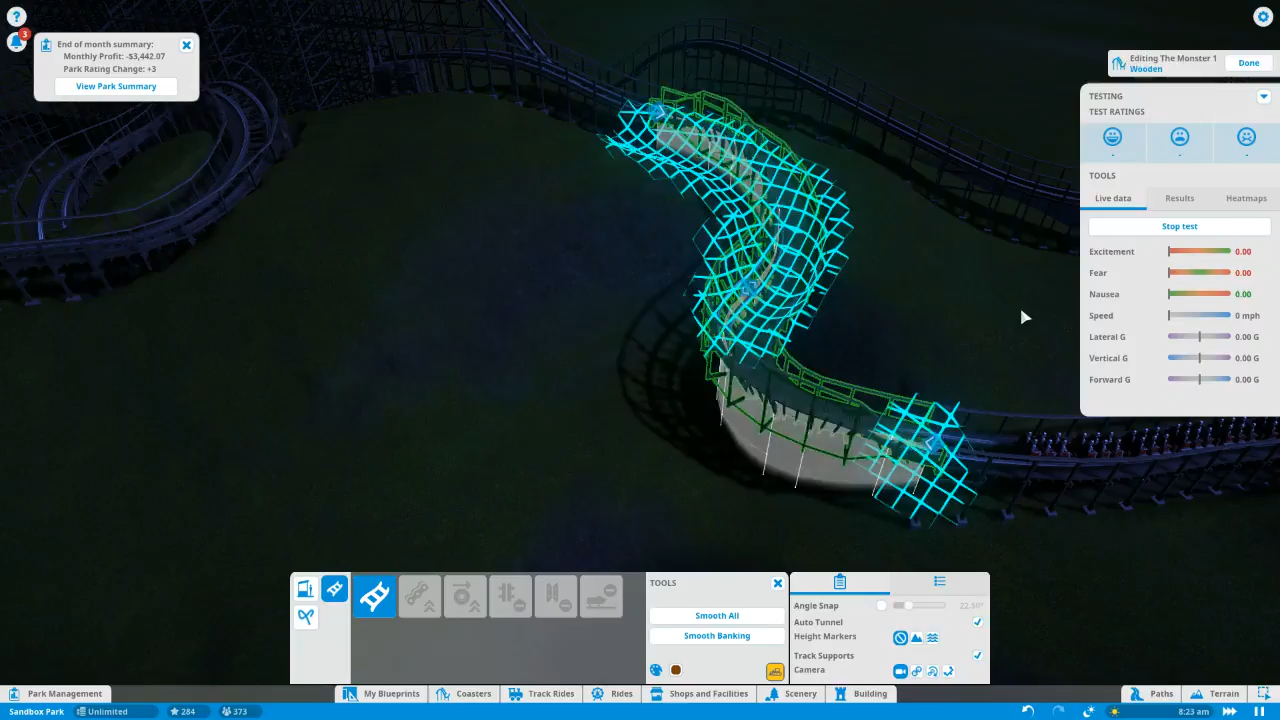 ?
3
End of month summary:
Monthly Profit: -$3,442.07
Park Rating Change: +3
View Park Summary
Editing The Monster 1
Wooden
Done
TESTING
TEST RATINGS
- - -
TOOLS
Live data Results Heatmaps
Stop test
Excitement 0.00
Fear 0.00
Nausea 0.00
Speed 0 mph
Lateral G 0.00 G
Vertical G 0.00 G
Forward G 0.00 G
TOOLS
Smooth All
Smooth Banking
Angle Snap 22.50°
Auto Tunnel
Height Markers
Track Supports
Camera
Park Management My Blueprints Coasters Track Rides Rides Shops and Facilities Scenery Building Paths Terrain
Sandbox Park Unlimited 284 373 8:23 am